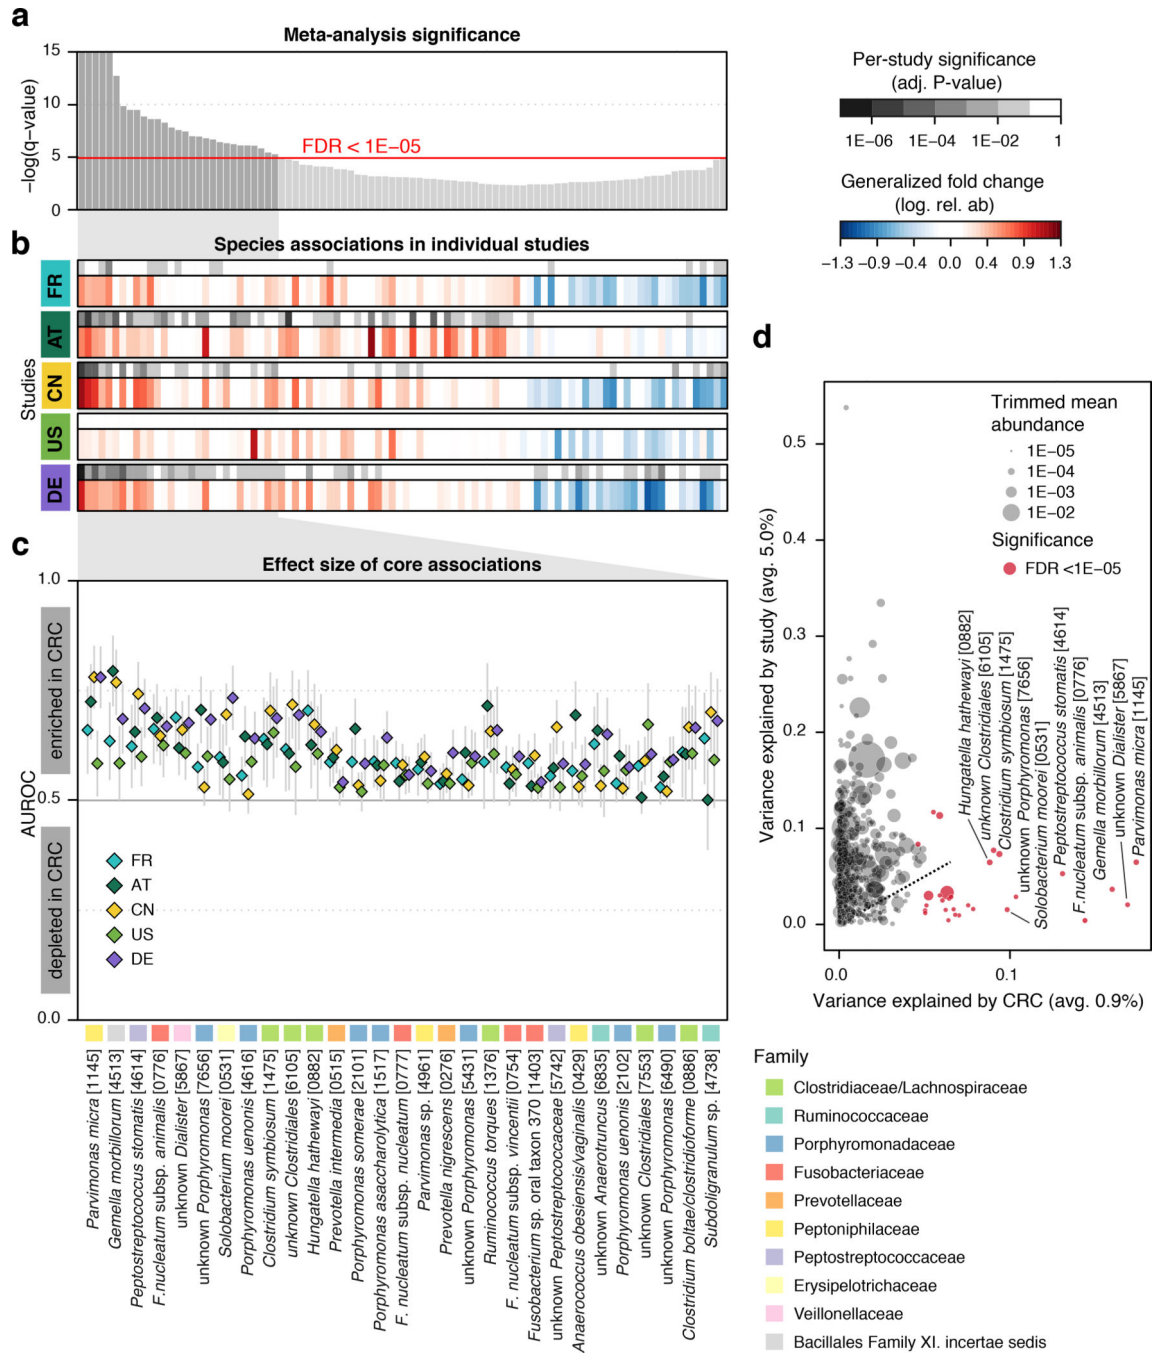 a
Meta-analysis significance
−log(q−value)
15
10
5
0
FDR < 1E−05
Per-study significance
(adj. P-value)
1E−06
1E−04
1E−02
1
Generalized fold change
(log. rel. ab)
−1.3
−0.9
−0.4
0.0
0.4
0.9
1.3
b
Species associations in individual studies
Studies
FR
AT
CN
US
DE
c
Effect size of core associations
AUROC
1.0
0.5
0.0
enriched in CRC
depleted in CRC
FR
AT
CN
US
DE
Parvimonas micra [1145]
Gemella morbillorum [4513]
Peptostreptococcus stomatis [4614]
F.nucleatum subsp. animalis [0776]
unknown Dialister [5867]
unknown Porphyromonas [7656]
Solobacterium moorei [0531]
Porphyromonas uenonis [4616]
Clostridium symbiosum [1475]
unknown Clostridiales [6105]
Hungatella hathewayi [0882]
Prevotella intermedia [0515]
Porphyromonas somerae [2101]
Porphyromonas asaccharolytica [1517]
F. nucleatum subsp. nucleatum [0777]
Parvimonas sp. [4961]
Prevotella nigrescens [0276]
unknown Porphyromonas [5431]
Ruminococcus torques [1376]
F. nucleatum subsp. vincentii [0754]
Fusobacterium sp. oral taxon 370 [1403]
unknown Peptostreptococcaceae [5742]
Anaerococcus obesiensis/vaginalis [0429]
unknown Anaerotruncus [6835]
Porphyromonas uenonis [2102]
unknown Clostridiales [7553]
unknown Porphyromonas [6490]
Clostridium boltae/clostridioforme [0886]
Subdoligranulum sp. [4738]
d
Variance explained by study (avg. 5.0%)
0.5
0.4
0.3
0.2
0.1
0.0
Trimmed mean
abundance
1E−05
1E−04
1E−03
1E−02
Significance
FDR <1E−05
Hungatella hathewayi [0882]
unknown Clostridiales [6105]
Clostridium symbiosum [1475]
unknown Porphyromonas [7656]
Solobacterium moorei [0531]
Peptostreptococcus stomatis [4614]
F.nucleatum subsp. animalis [0776]
Gemella morbillorum [4513]
unknown Dialister [5867]
Parvimonas micra [1145]
0.0
0.1
Variance explained by CRC (avg. 0.9%)
Family
Clostridiaceae/Lachnospiraceae
Ruminococcaceae
Porphyromonadaceae
Fusobacteriaceae
Prevotellaceae
Peptoniphilaceae
Peptostreptococcaceae
Erysipelotrichaceae
Veillonellaceae
Bacillales Family XI. incertae sedis